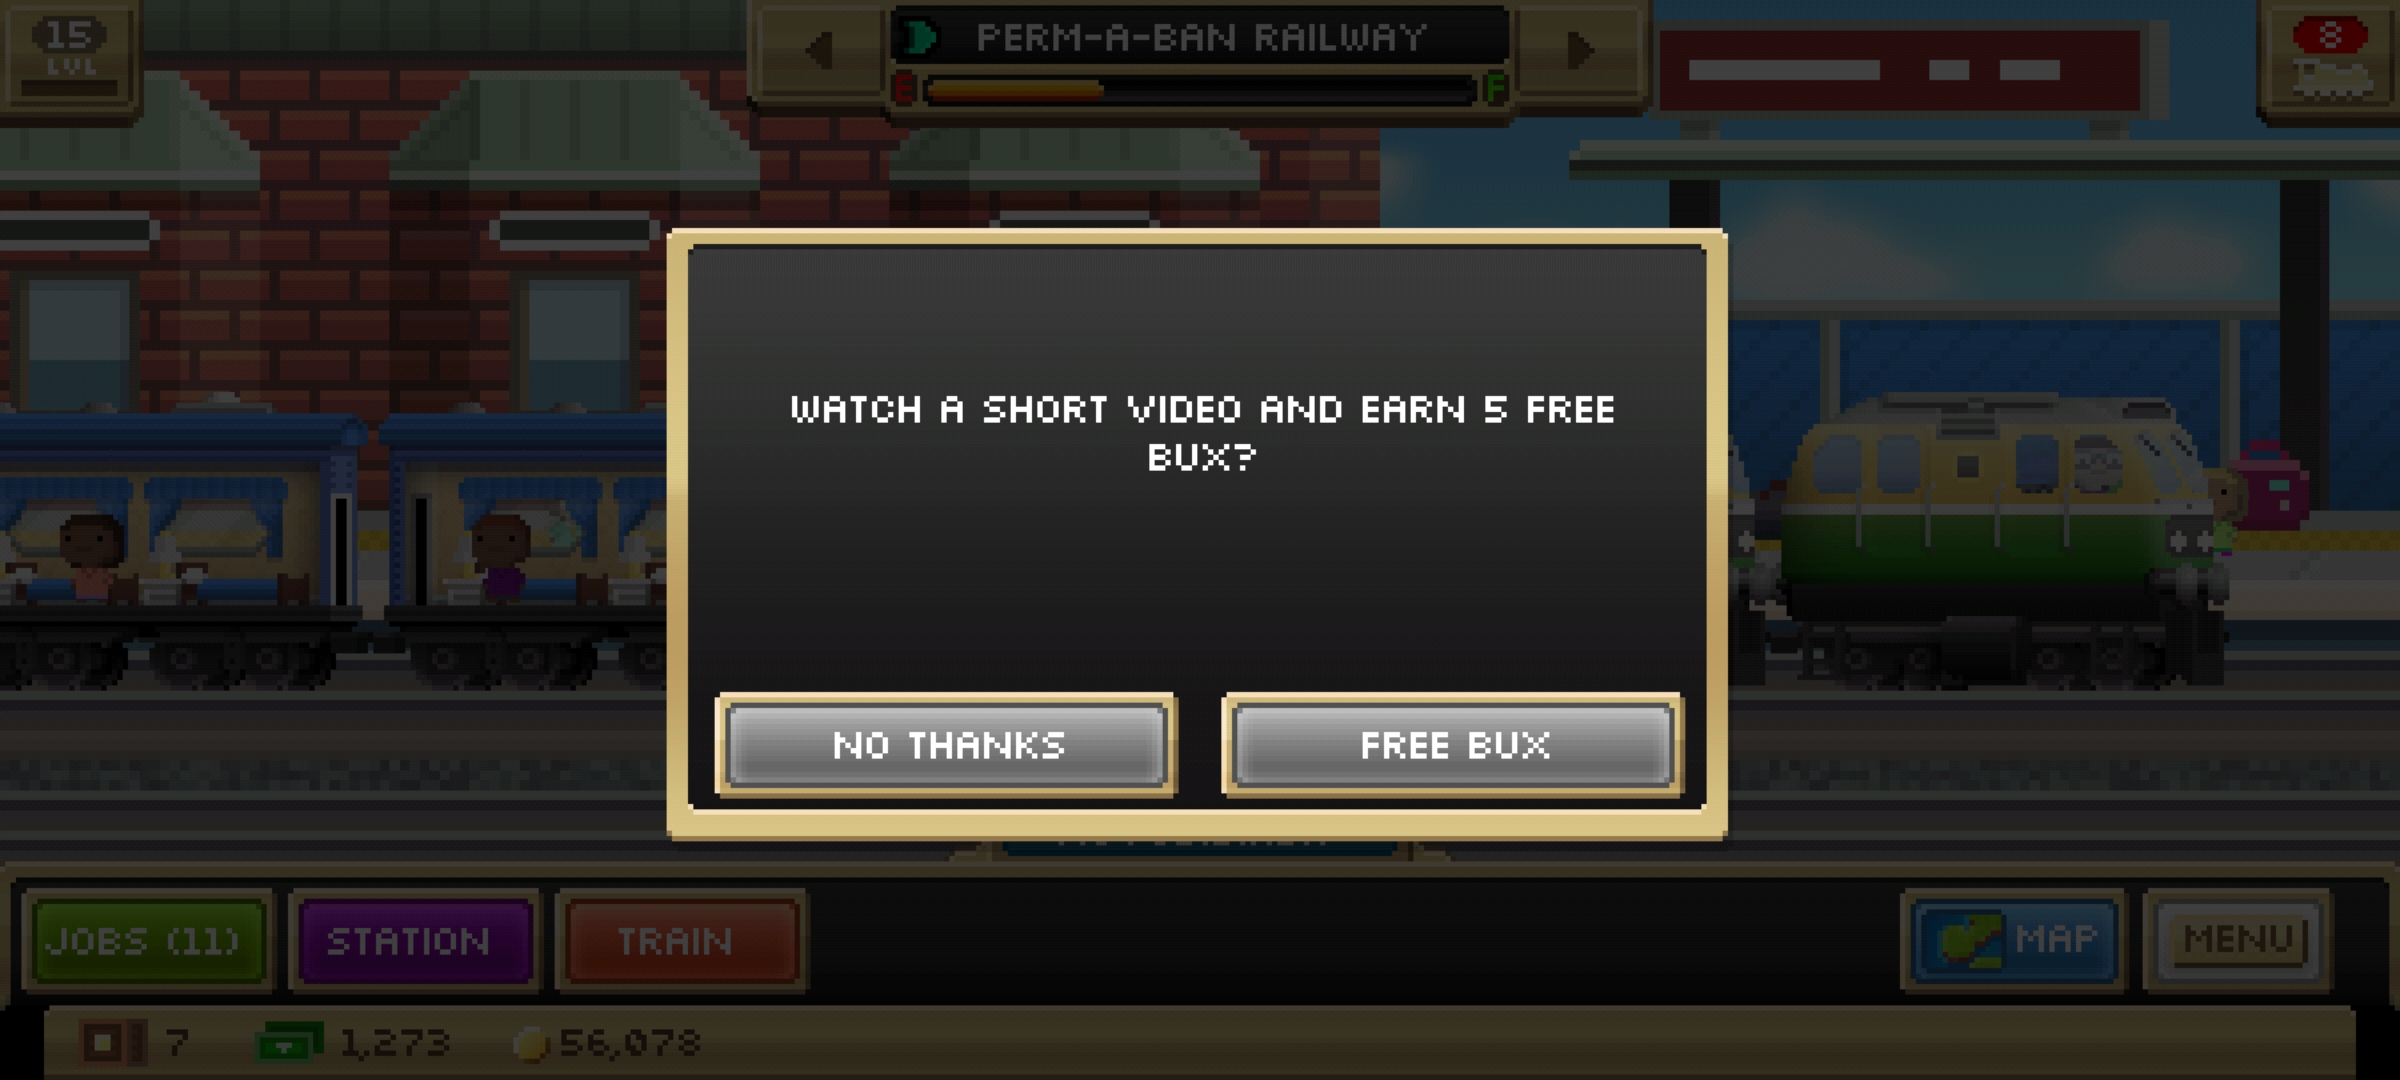 15
LVL
PERM-A-BAN RAILWAY
E
F
8
WATCH A SHORT VIDEO AND EARN 5 FREE
BUX?
NO THANKS
FREE BUX
JOBS (11)
STATION
TRAIN
MAP
MENU
7
1,273
56,078